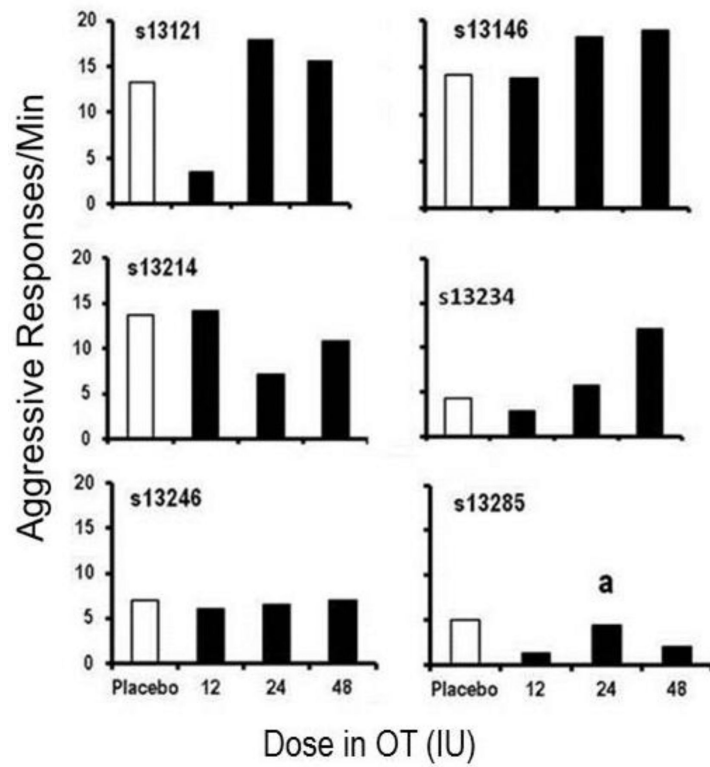 Aggressive Responses/Min
s13121
20
15
10
5
0
s13146
s13214
20
15
10
5
0
s13234
s13246
20
15
10
5
0
Placebo 12 24 48
s13285
a
Placebo 12 24 48
Dose in OT (IU)